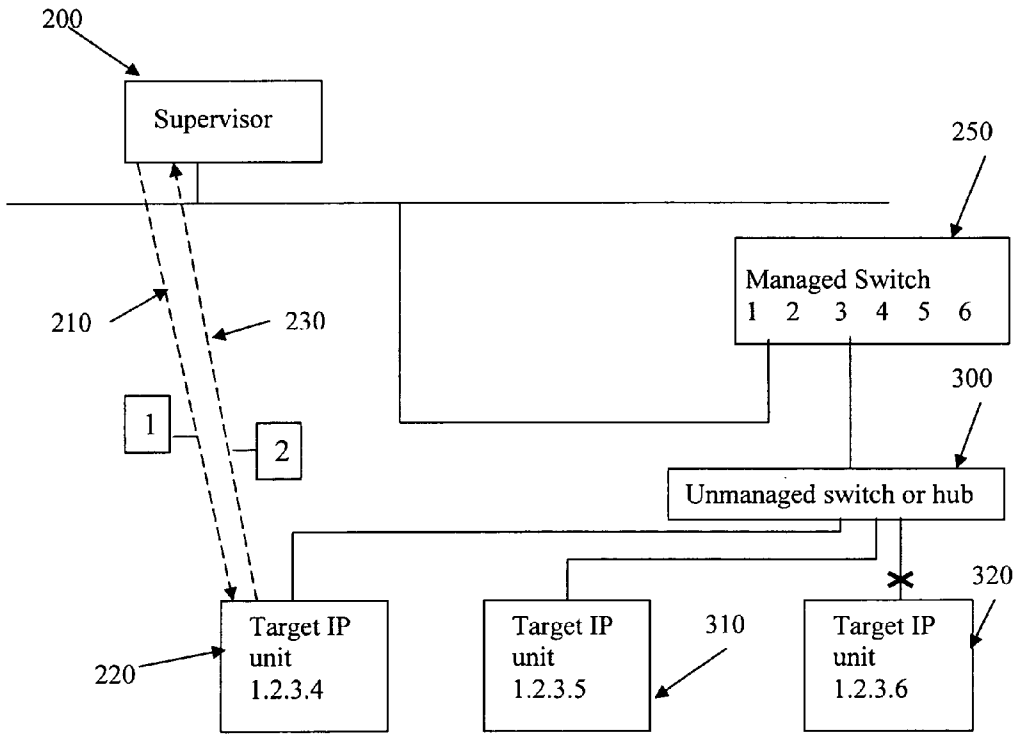 200
Supervisor
250
Managed Switch
1 2 3 4 5 6
210
230
300
1
2
Unmanaged switch or hub
320
Target IP
unit
1.2.3.4
220
Target IP
unit
1.2.3.5
310
Target IP
unit
1.2.3.6